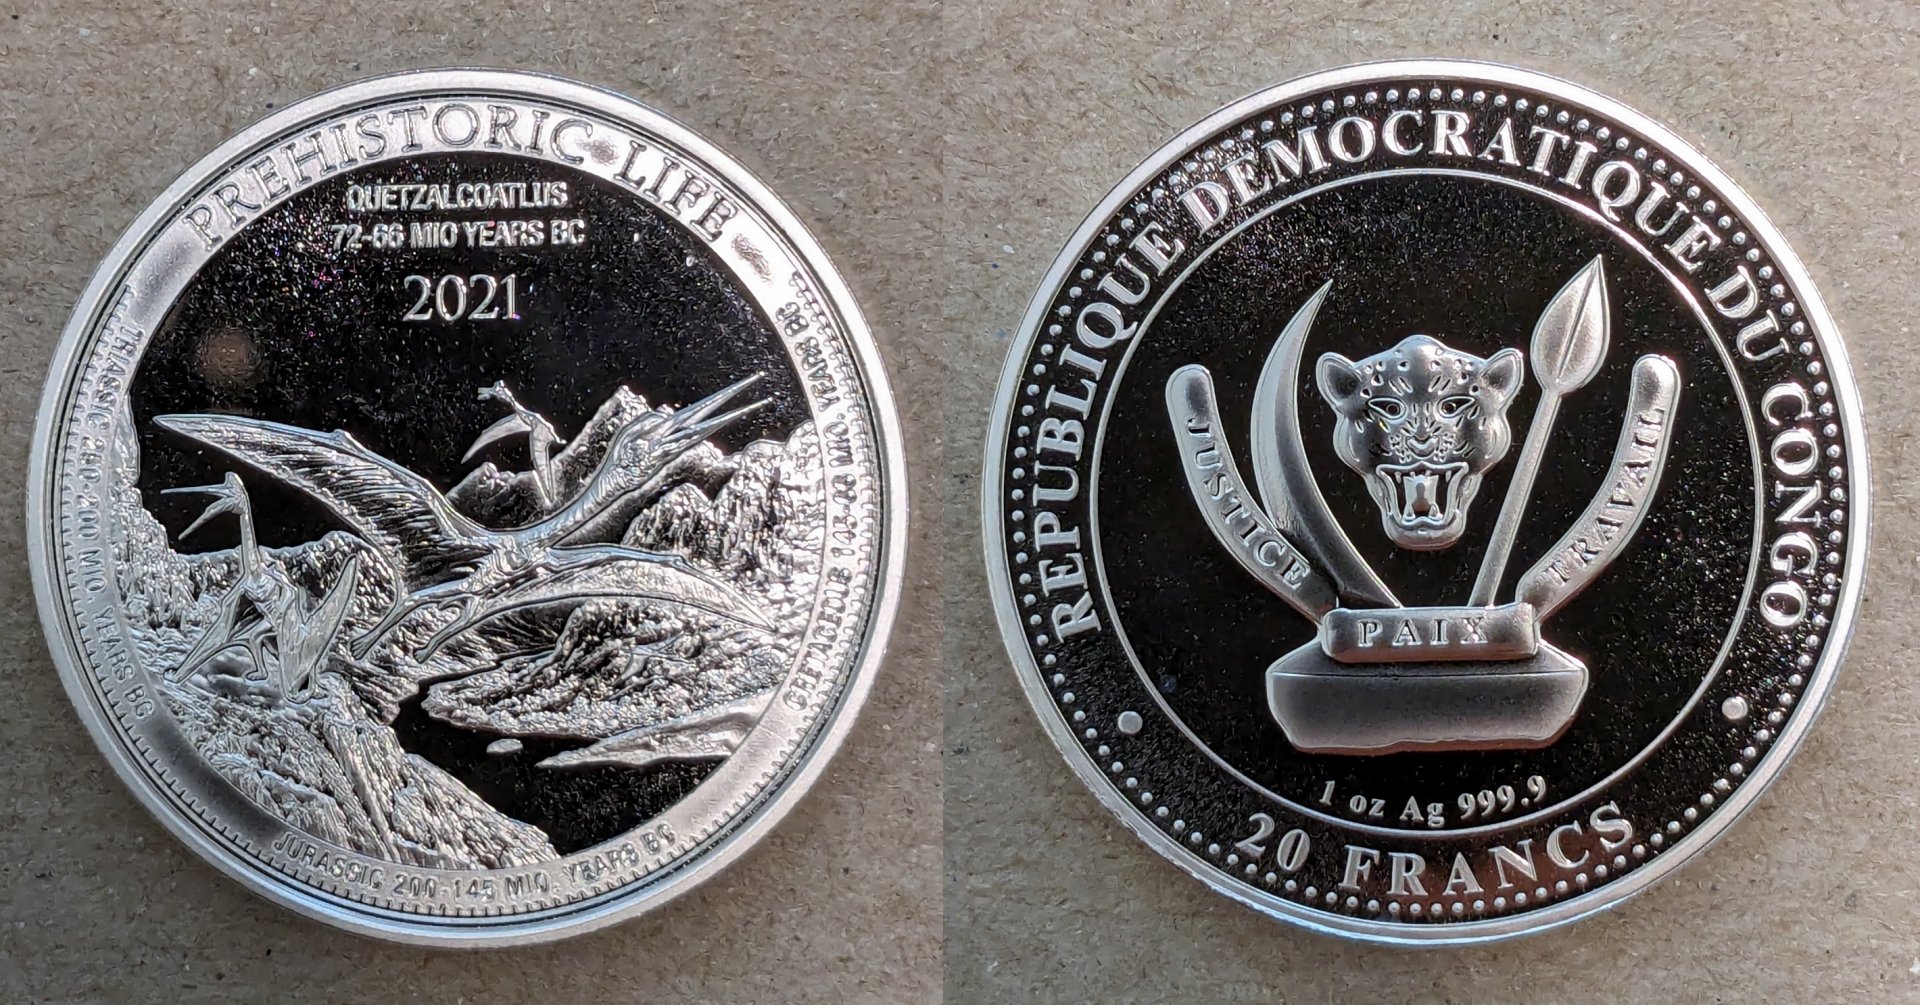 PREHISTORIC LIFE
QUETZALCOATLUS
72-66 MIO YEARS BC
2021
TRIASSIC 250-200 MIO. YEARS BC
JURASSIC 200-145 MIO. YEARS BC
CRETACEOUS 145-66 MIO. YEARS BC
REPUBLIQUE DEMOCRATIQUE DU CONGO
JUSTICE
PAIX
TRAVAIL
1 oz Ag 999.9
20 FRANCS